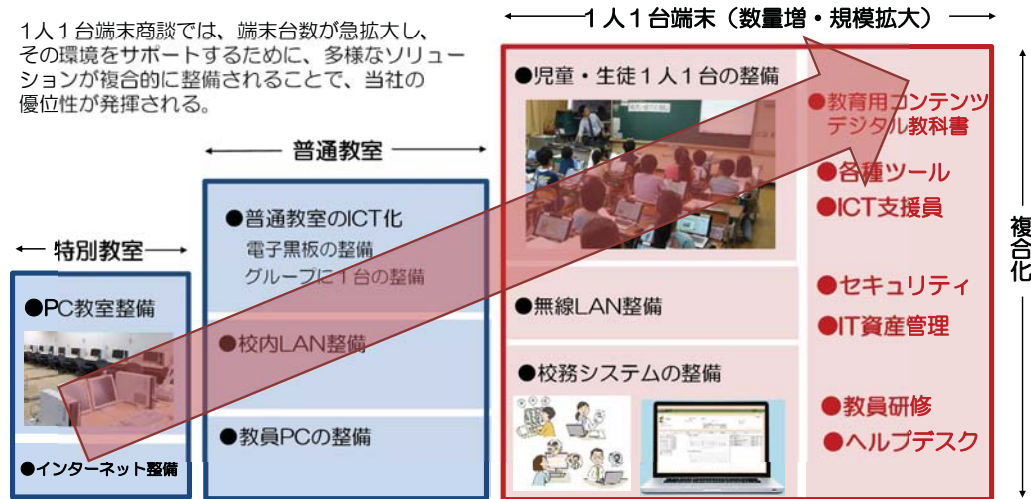 1人1台端末商談では、端末台数が急拡大し、
その環境をサポートするために、多様なソリュー
ションが複合的に整備されることで、当社の
優位性が発揮される。
1人1台端末（数量増・規模拡大）
普通教室
特別教室
●PC教室整備
●インターネット整備
●普通教室のICT化
電子黒板の整備
グループに1台の整備
●校内LAN整備
●教員PCの整備
●児童・生徒1人1台の整備
●無線LAN整備
●校務システムの整備
●教育用コンテンツ
デジタル教科書
●各種ツール
●ICT支援員
●セキュリティ
●IT資産管理
●教員研修
●ヘルプデスク
複合化